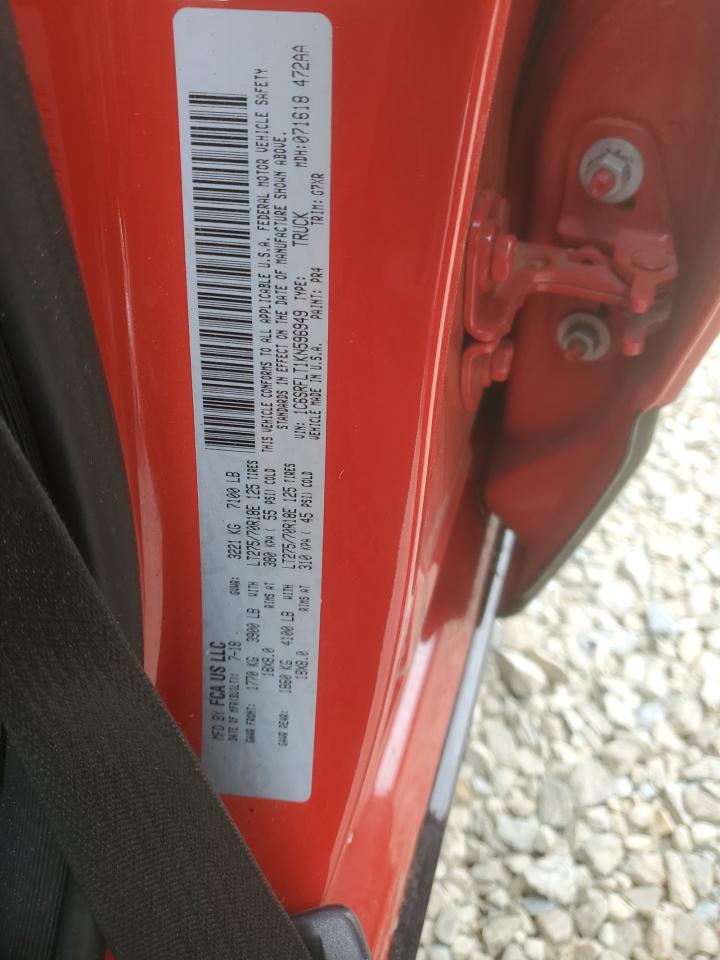 MFD BY FCA US LLC
DATE OF MFR(BUILT): 7-18 GVWR: 3221 KG 7100 LB
GAWR FRONT: 1770 KG 3900 LB WITH LT275/70R18E 125 TIRES
18X8.0 RIMS AT 380 KPA ( 55 PSI) COLD
GAWR REAR: 1860 KG 4100 LB WITH LT275/70R18E 125 TIRES
18X8.0 RIMS AT 310 KPA ( 45 PSI) COLD
THIS VEHICLE CONFORMS TO ALL APPLICABLE U.S.A. FEDERAL MOTOR VEHICLE SAFETY
STANDARDS IN EFFECT ON THE DATE OF MANUFACTURE SHOWN ABOVE.
VIN: 1C6SRFLT1KN596949 TYPE: TRUCK MDH:071618 472AA
VEHICLE MADE IN U.S.A. PAINT: PR4 TRIM: G7XR